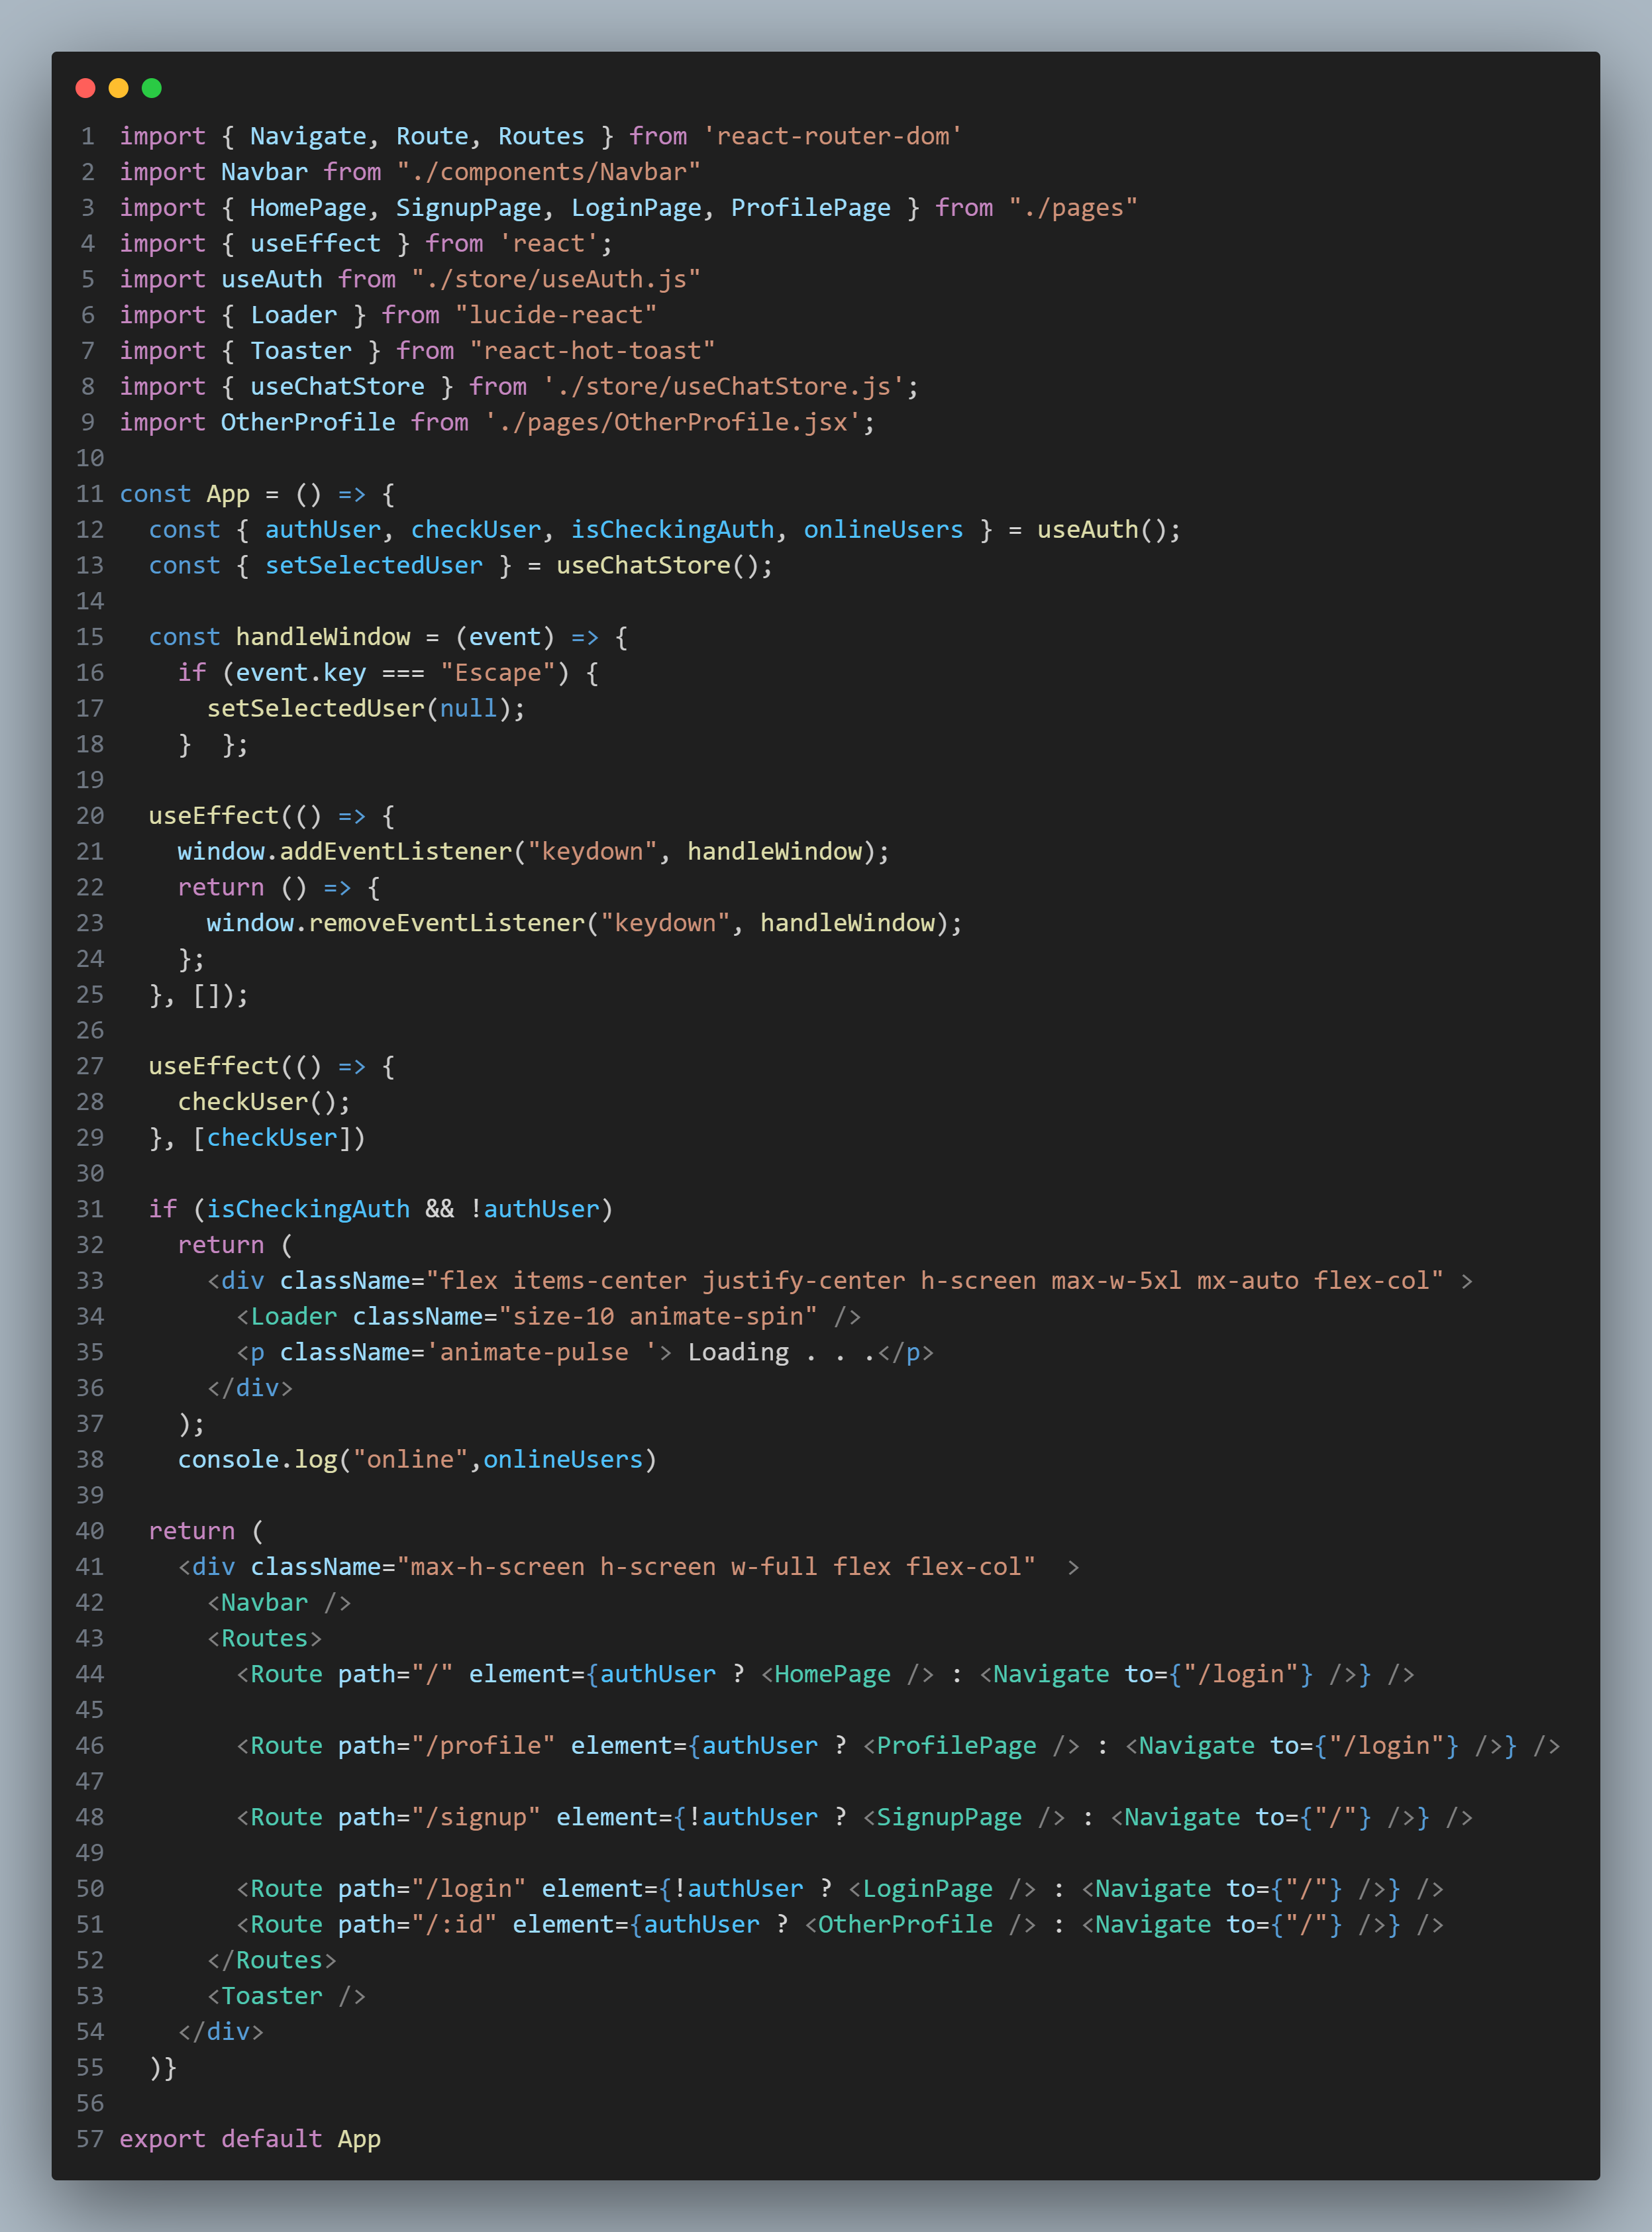 1 import { Navigate, Route, Routes } from 'react-router-dom'
2 import Navbar from "./components/Navbar"
3 import { HomePage, SignupPage, LoginPage, ProfilePage } from "./pages"
4 import { useEffect } from 'react';
5 import useAuth from "./store/useAuth.js"
6 import { Loader } from "lucide-react"
7 import { Toaster } from "react-hot-toast"
8 import { useChatStore } from './store/useChatStore.js';
9 import OtherProfile from './pages/OtherProfile.jsx';
10
11 const App = () => {
12   const { authUser, checkUser, isCheckingAuth, onlineUsers } = useAuth();
13   const { setSelectedUser } = useChatStore();
14
15   const handleWindow = (event) => {
16     if (event.key === "Escape") {
17       setSelectedUser(null);
18     }  };
19
20   useEffect(() => {
21     window.addEventListener("keydown", handleWindow);
22     return () => {
23       window.removeEventListener("keydown", handleWindow);
24     };
25   }, []);
26
27   useEffect(() => {
28     checkUser();
29   }, [checkUser])
30
31   if (isCheckingAuth && !authUser)
32     return (
33       <div className="flex items-center justify-center h-screen max-w-5xl mx-auto flex-col" >
34         <Loader className="size-10 animate-spin" />
35         <p className='animate-pulse '> Loading . . .</p>
36       </div>
37     );
38     console.log("online",onlineUsers)
39
40   return (
41     <div className="max-h-screen h-screen w-full flex flex-col"  >
42       <Navbar />
43       <Routes>
44         <Route path="/" element={authUser ? <HomePage /> : <Navigate to={"/login"} />} />
45
46         <Route path="/profile" element={authUser ? <ProfilePage /> : <Navigate to={"/login"} />} />
47
48         <Route path="/signup" element={!authUser ? <SignupPage /> : <Navigate to={"/"} />} />
49
50         <Route path="/login" element={!authUser ? <LoginPage /> : <Navigate to={"/"} />} />
51         <Route path="/:id" element={authUser ? <OtherProfile /> : <Navigate to={"/"} />} />
52       </Routes>
53       <Toaster />
54     </div>
55   )}
56
57 export default App